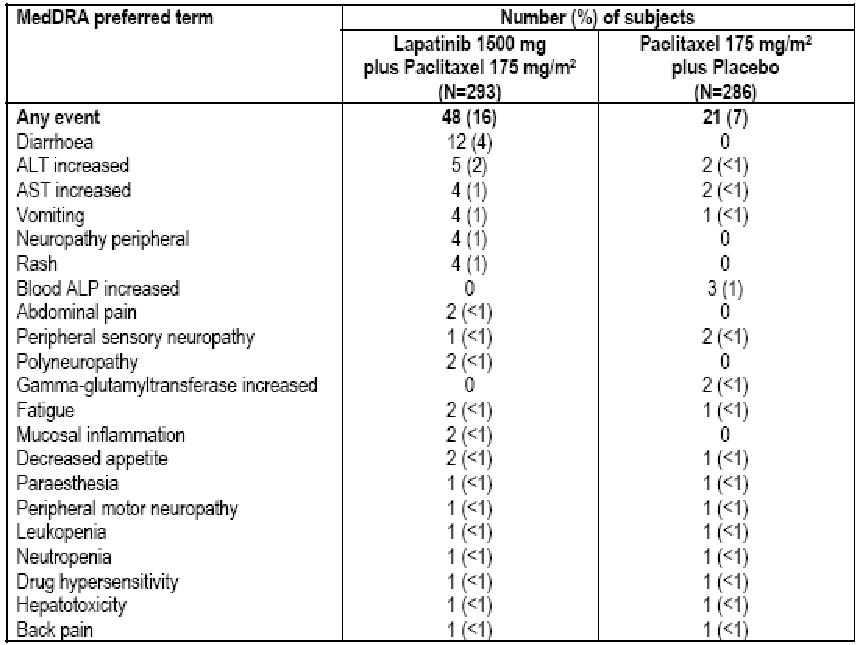 MedDRA preferred term Number (%) of subjects
Lapatinib 1500 mg Paclitaxel 175 mg/m²
plus Paclitaxel 175 mg/m² plus Placebo
(N=293) (N=286)
Any event 48 (16) 21 (7)
Diarrhoea 12 (4) 0
ALT increased 5 (2) 2 (<1)
AST increased 4 (1) 2 (<1)
Vomiting 4 (1) 1 (<1)
Neuropathy peripheral 4 (1) 0
Rash 4 (1) 0
Blood ALP increased 0 3 (1)
Abdominal pain 2 (<1) 0
Peripheral sensory neuropathy 1 (<1) 2 (<1)
Polyneuropathy 2 (<1) 0
Gamma-glutamyltransferase increased 0 2 (<1)
Fatigue 2 (<1) 1 (<1)
Mucosal inflammation 2 (<1) 0
Decreased appetite 2 (<1) 1 (<1)
Paraesthesia 1 (<1) 1 (<1)
Peripheral motor neuropathy 1 (<1) 1 (<1)
Leukopenia 1 (<1) 1 (<1)
Neutropenia 1 (<1) 1 (<1)
Drug hypersensitivity 1 (<1) 1 (<1)
Hepatotoxicity 1 (<1) 1 (<1)
Back pain 1 (<1) 1 (<1)